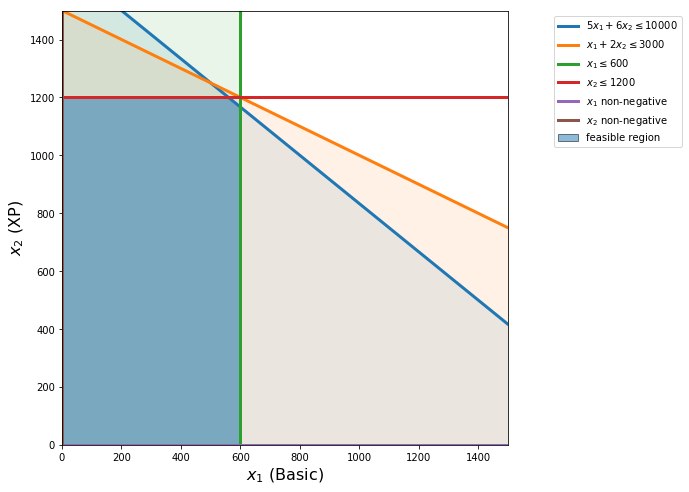 1400
1200
1000
800
600
400
200
0
0 200 400 600 800 1000 1200 1400
x₂ (XP)
x₁ (Basic)
5x₁ + 6x₂ ≤ 10000
x₁ + 2x₂ ≤ 3000
x₁ ≤ 600
x₂ ≤ 1200
x₁ non-negative
x₂ non-negative
feasible region